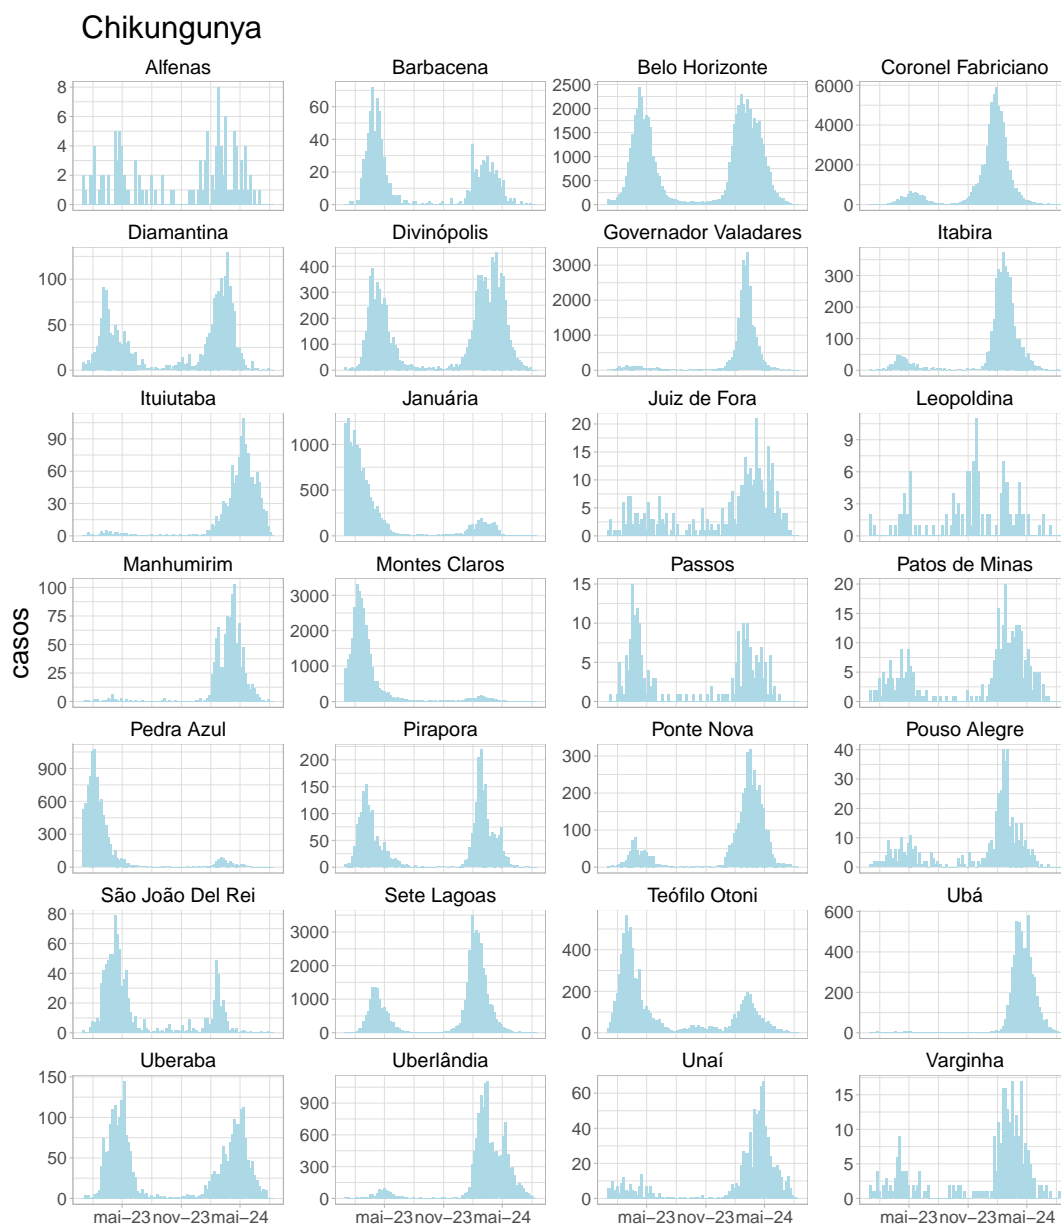 Chikungunya
Alfenas Barbacena Belo Horizonte Coronel Fabriciano
8 6 4 2 0
60 40 20 0
2500 2000 1500 1000 500 0
6000 4000 2000 0
Diamantina Divinópolis Governador Valadares Itabira
100 50 0
400 300 200 100 0
3000 2000 1000 0
300 200 100 0
Ituiutaba Januária Juiz de Fora Leopoldina
90 60 30 0
1000 500 0
20 15 10 5 0
9 6 3 0
Manhumirim Montes Claros Passos Patos de Minas
100 75 50 25 0
3000 2000 1000 0
15 10 5 0
20 15 10 5 0
casos
Pedra Azul Pirapora Ponte Nova Pouso Alegre
900 600 300 0
200 150 100 50 0
300 200 100 0
40 30 20 10 0
São João Del Rei Sete Lagoas Teófilo Otoni Ubá
80 60 40 20 0
3000 2000 1000 0
400 200 0
600 400 200 0
Uberaba Uberlândia Unaí Varginha
150 100 50 0
900 600 300 0
60 40 20 0
15 10 5 0
mai–23 nov–23 mai–24 mai–23 nov–23 mai–24 mai–23 nov–23 mai–24 mai–23 nov–23 mai–24